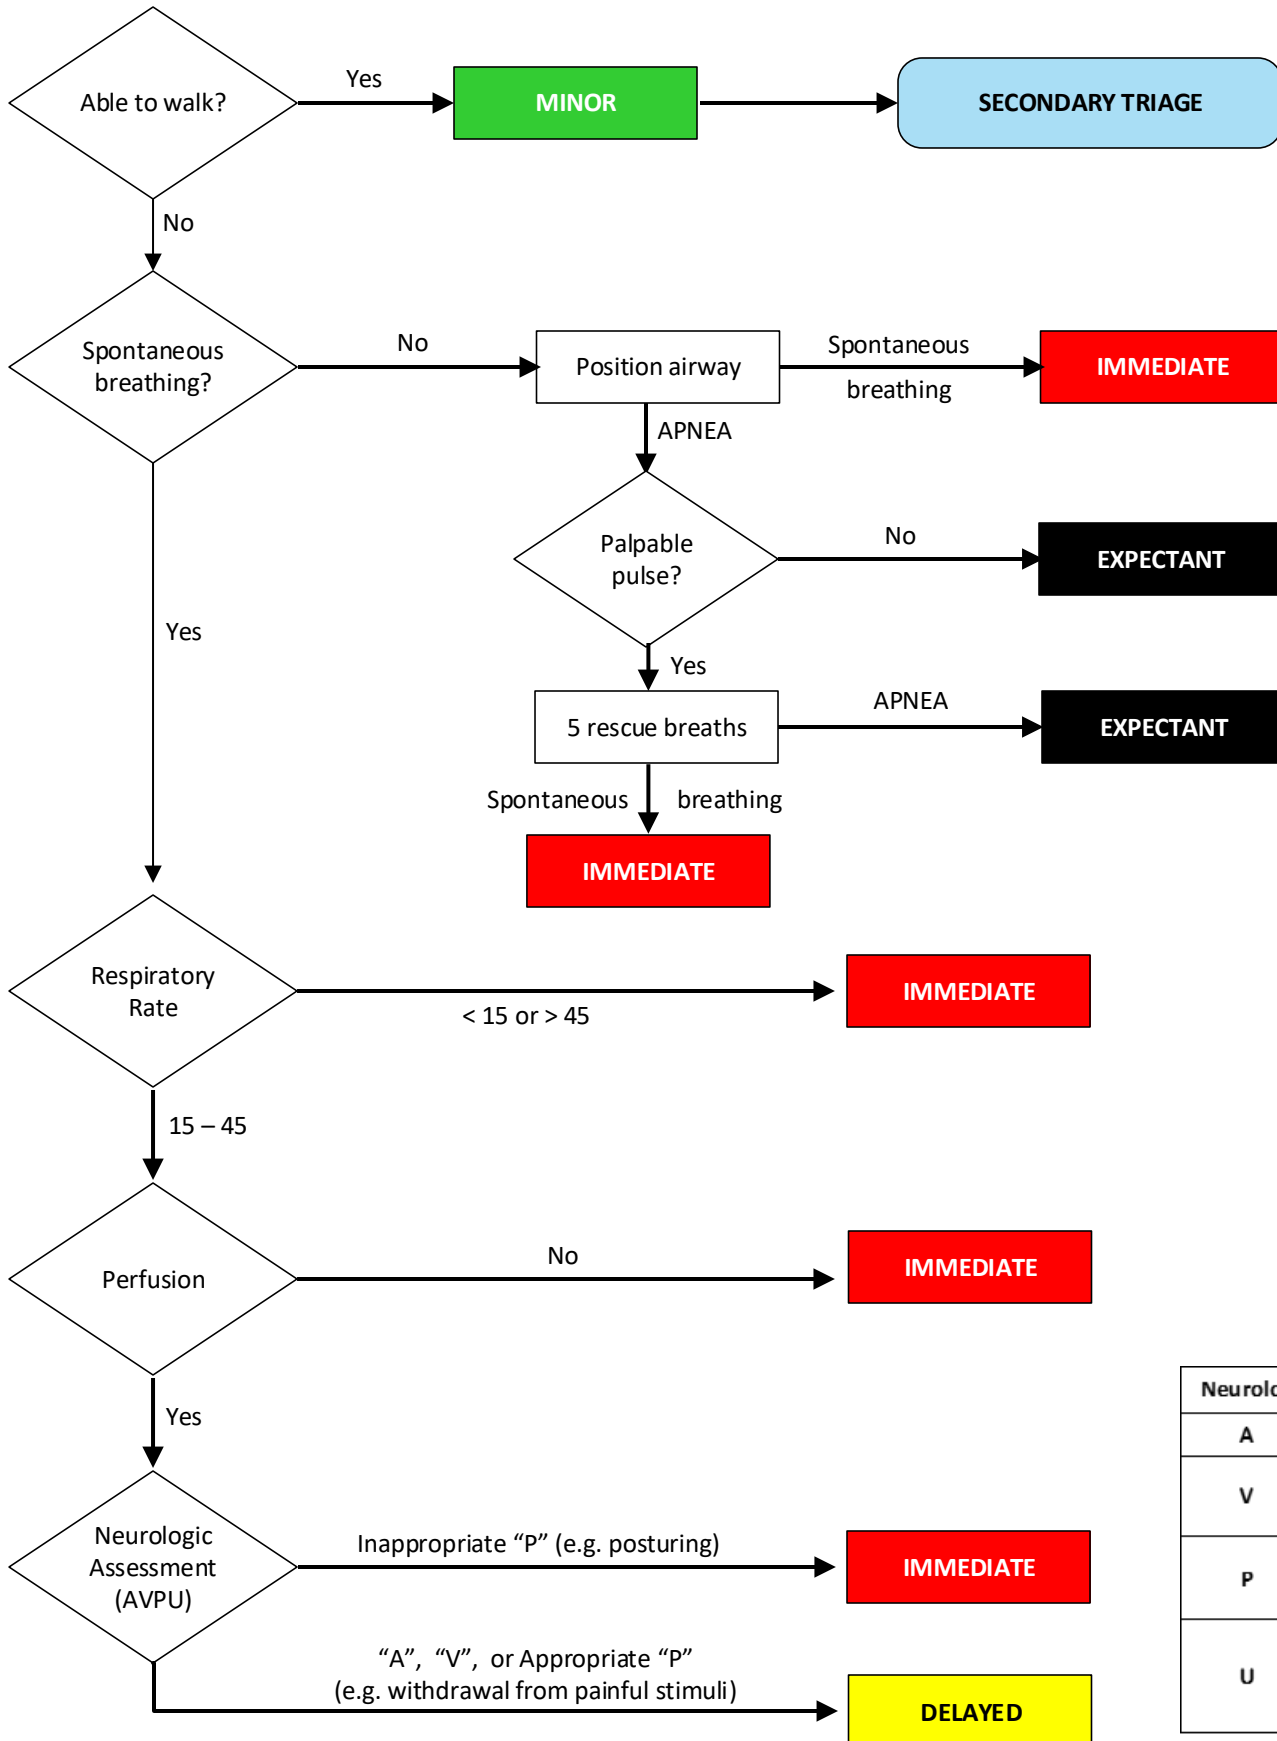 Able to walk?
Yes
MINOR
SECONDARY TRIAGE
No
Spontaneous
breathing?
No
Position airway
Spontaneous
breathing
IMMEDIATE
APNEA
Palpable
pulse?
No
EXPECTANT
Yes
Yes
5 rescue breaths
APNEA
EXPECTANT
Spontaneous breathing
IMMEDIATE
Respiratory
Rate
< 15 or > 45
IMMEDIATE
15 – 45
Perfusion
No
IMMEDIATE
Yes
Neurologic
Assessment
(AVPU)
Inappropriate “P” (e.g. posturing)
IMMEDIATE
“A”, “V”, or Appropriate “P”
(e.g. withdrawal from painful stimuli)
DELAYED
A
V
P
U